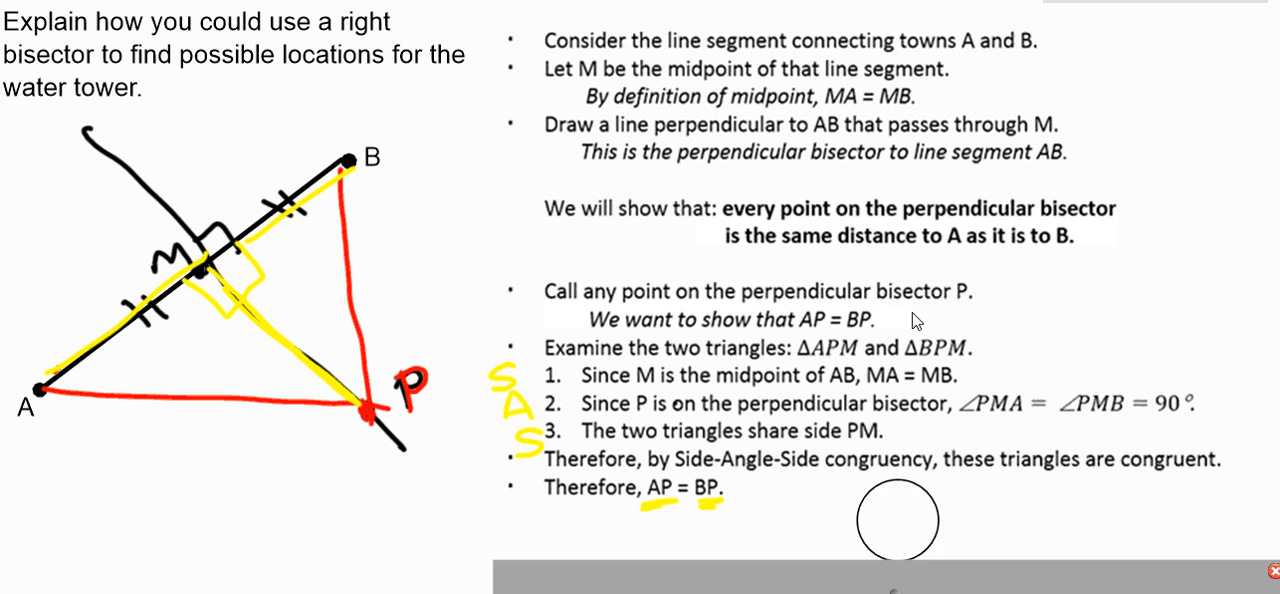 Explain how you could use a right
bisector to find possible locations for the
water tower.
B
M
A
P
• Consider the line segment connecting towns A and B.
• Let M be the midpoint of that line segment.
By definition of midpoint, MA = MB.
• Draw a line perpendicular to AB that passes through M.
This is the perpendicular bisector to line segment AB.
We will show that: every point on the perpendicular bisector
is the same distance to A as it is to B.
• Call any point on the perpendicular bisector P.
We want to show that AP = BP.
• Examine the two triangles: ΔAPM and ΔBPM.
S 1. Since M is the midpoint of AB, MA = MB.
A 2. Since P is on the perpendicular bisector, ∠PMA = ∠PMB = 90°.
S 3. The two triangles share side PM.
• Therefore, by Side-Angle-Side congruency, these triangles are congruent.
• Therefore, AP = BP.